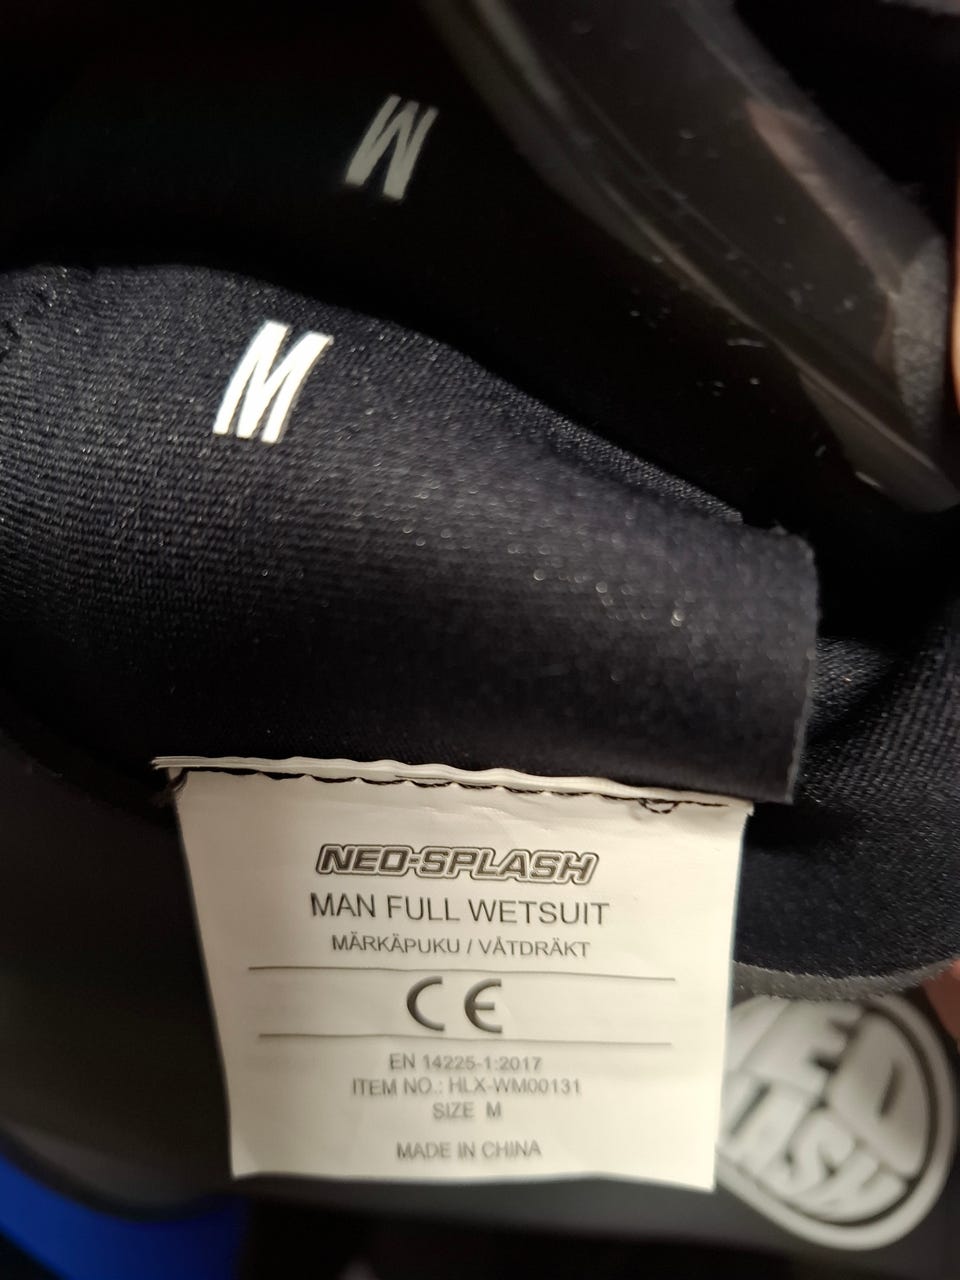 M
M
NEO-SPLASH
MAN FULL WETSUIT
MÄRKÄPUKU / VÅTDRÄKT
CE
EN 14225-1:2017
ITEM NO.: HLX-WM00131
SIZE M
MADE IN CHINA